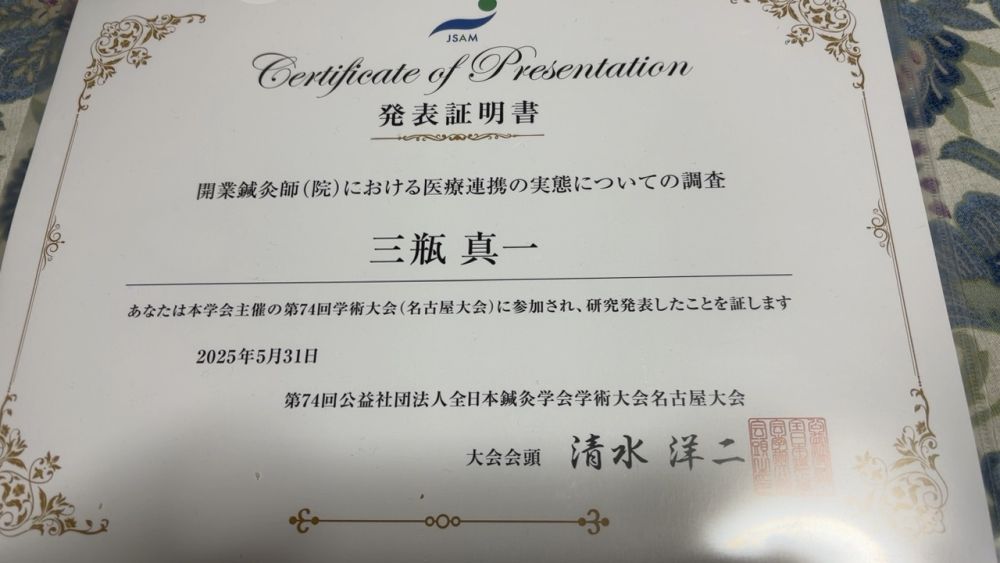 JSAM
Certificate of Presentation
発表証明書
開業鍼灸師(院)における医療連携の実態についての調査
三瓶 真一
あなたは本学会主催の第74回学術大会(名古屋大会)に参加され、研究発表したことを証します
2025年5月31日
第74回公益社団法人全日本鍼灸学会学術大会名古屋大会
大会会頭 清水 洋二